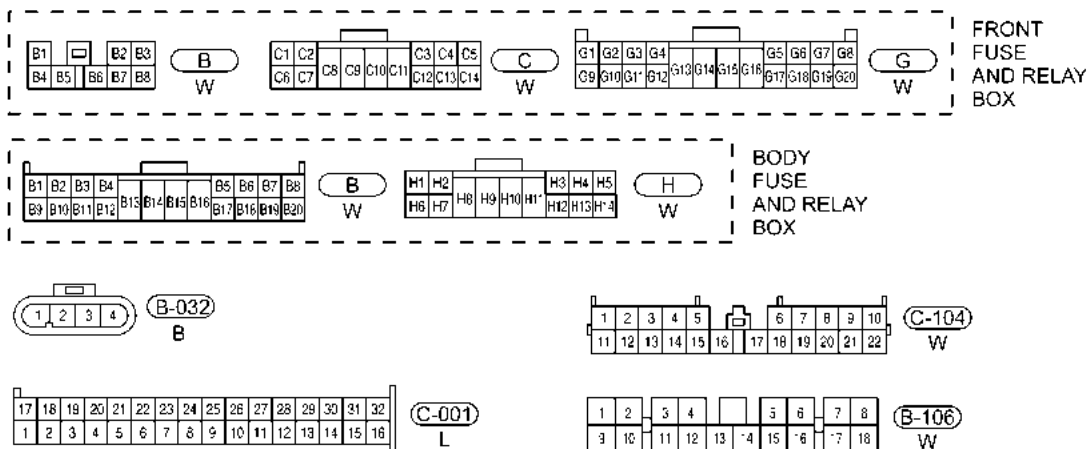 B1 B2 B3 B W
B4 B5 B6 B7 B8
C1 C2 C8 C9 C10 C11 C3 C4 C5 C W
C6 C7 C12 C13 C14
G1 G2 G3 G4 G13 G14 G15 G16 G5 G6 G7 G8 G W
G9 G10 G11 G12 G17 G18 G19 G20
FRONT
FUSE
AND RELAY
BOX
B1 B2 B3 B4 B13 B14 B15 B16 B5 B6 B7 B8 B W
B9 B10 B11 B12 B17 B18 B19 B20
H1 H2 H8 H9 H10 H11 H3 H4 H5 H W
H6 H7 H12 H13 H14
BODY
FUSE
AND RELAY
BOX
1 2 3 4 B-032
B
1 2 3 4 5 6 7 8 9 10 C-104
11 12 13 14 15 16 17 18 19 20 21 22 W
17 18 19 20 21 22 23 24 25 26 27 28 29 30 31 32 C-001
1 2 3 4 5 6 7 8 9 10 11 12 13 14 15 16 L
1 2 3 4 5 6 7 8 B-106
9 10 11 12 13 14 15 16 17 18 W